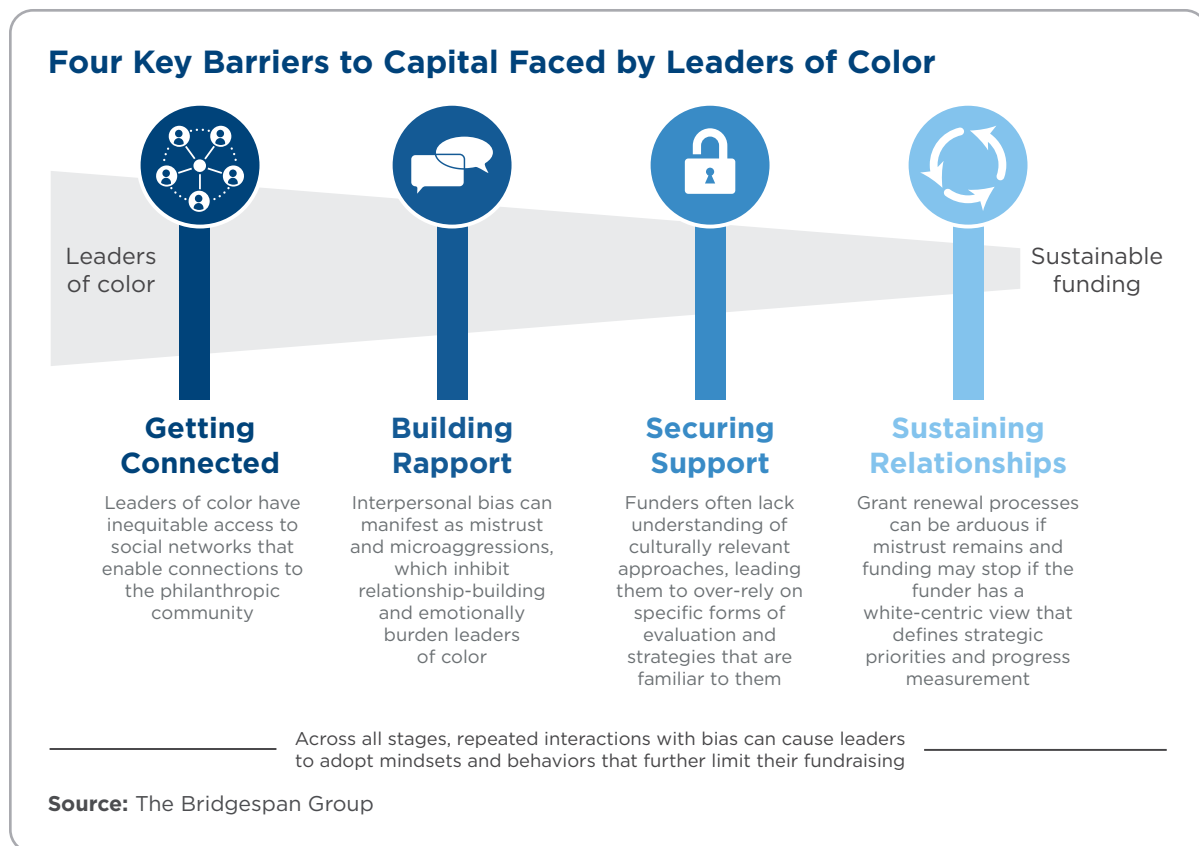 Four Key Barriers to Capital Faced by Leaders of Color
Leaders
of color
Sustainable
funding
Getting
Connected
Leaders of color have
inequitable access to
social networks that
enable connections to
the philanthropic
community
Building
Rapport
Interpersonal bias can
manifest as mistrust
and microaggressions,
which inhibit
relationship-building
and emotionally
burden leaders
of color
Securing
Support
Funders often lack
understanding of
culturally relevant
approaches, leading
them to over-rely on
specific forms of
evaluation and
strategies that are
familiar to them
Sustaining
Relationships
Grant renewal processes
can be arduous if
mistrust remains and
funding may stop if the
funder has a
white-centric view that
defines strategic
priorities and progress
measurement
Across all stages, repeated interactions with bias can cause leaders
to adopt mindsets and behaviors that further limit their fundraising
Source: The Bridgespan Group